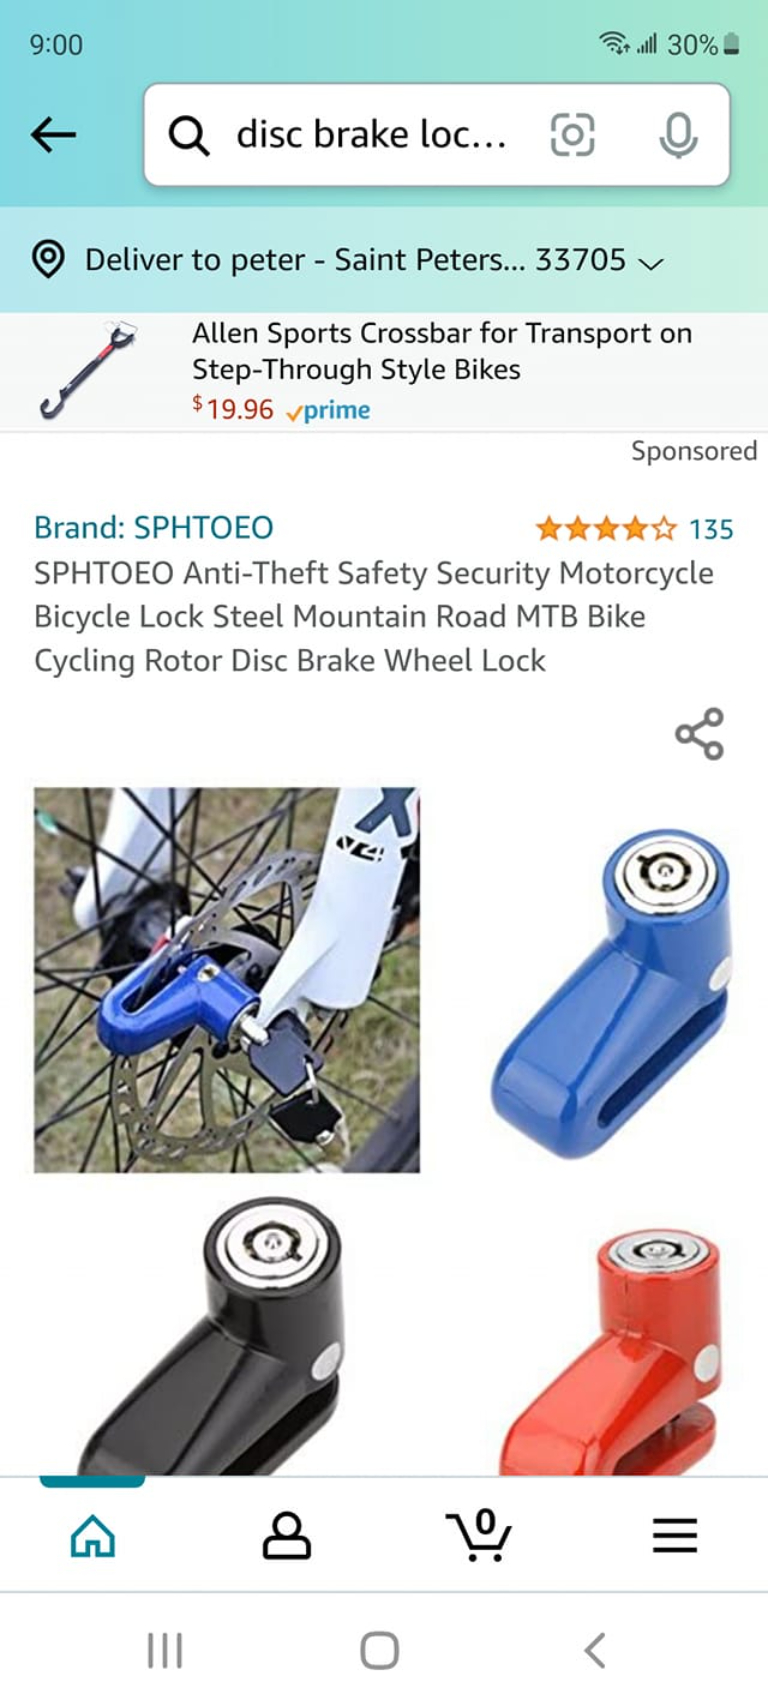 9:00
30%
disc brake loc...
Deliver to peter - Saint Peters... 33705
Allen Sports Crossbar for Transport on
Step-Through Style Bikes
$19.96 prime
Sponsored
Brand: SPHTOEO
135
SPHTOEO Anti-Theft Safety Security Motorcycle
Bicycle Lock Steel Mountain Road MTB Bike
Cycling Rotor Disc Brake Wheel Lock
0